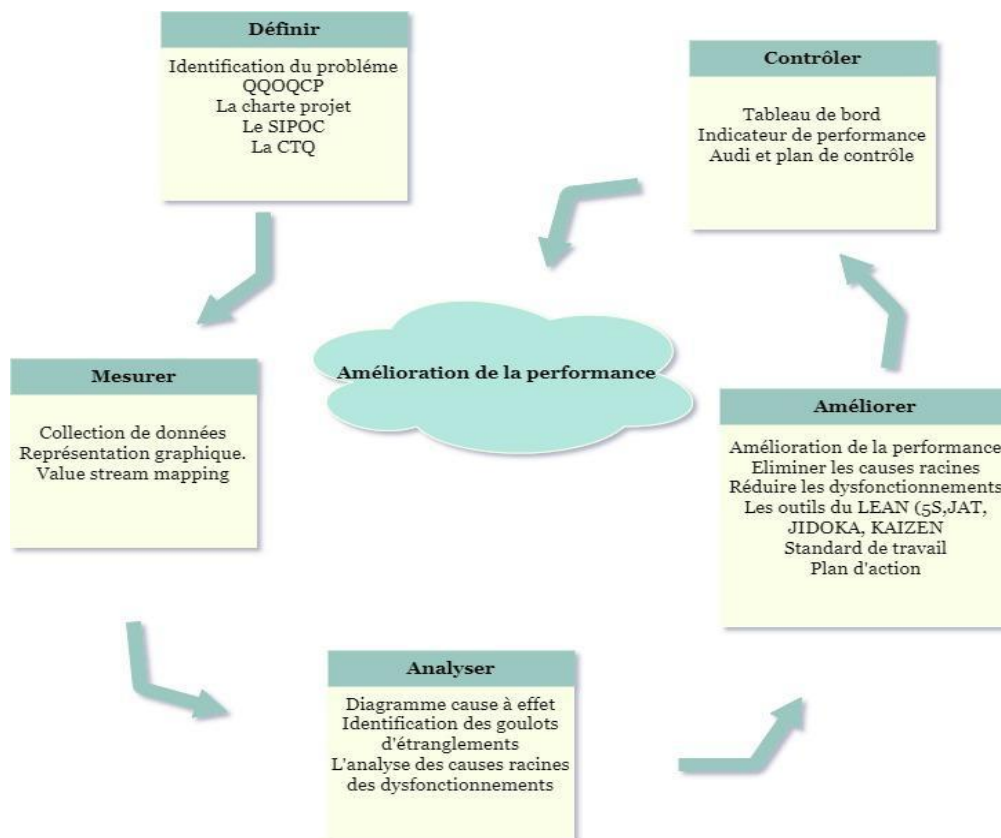 Définir
Identification du probléme
QQOQCP
La charte projet
Le SIPOC
La CTQ
Contrôler
Tableau de bord
Indicateur de performance
Audi et plan de contrôle
Amélioration de la performance
Mesurer
Collection de données
Représentation graphique.
Value stream mapping
Améliorer
Amélioration de la performance
Eliminer les causes racines
Réduire les dysfonctionnements
Les outils du LEAN (5S,JAT,
JIDOKA, KAIZEN
Standard de travail
Plan d'action
Analyser
Diagramme cause à effet
Identification des goulots
d'étranglements
L'analyse des causes racines
des dysfonctionnements